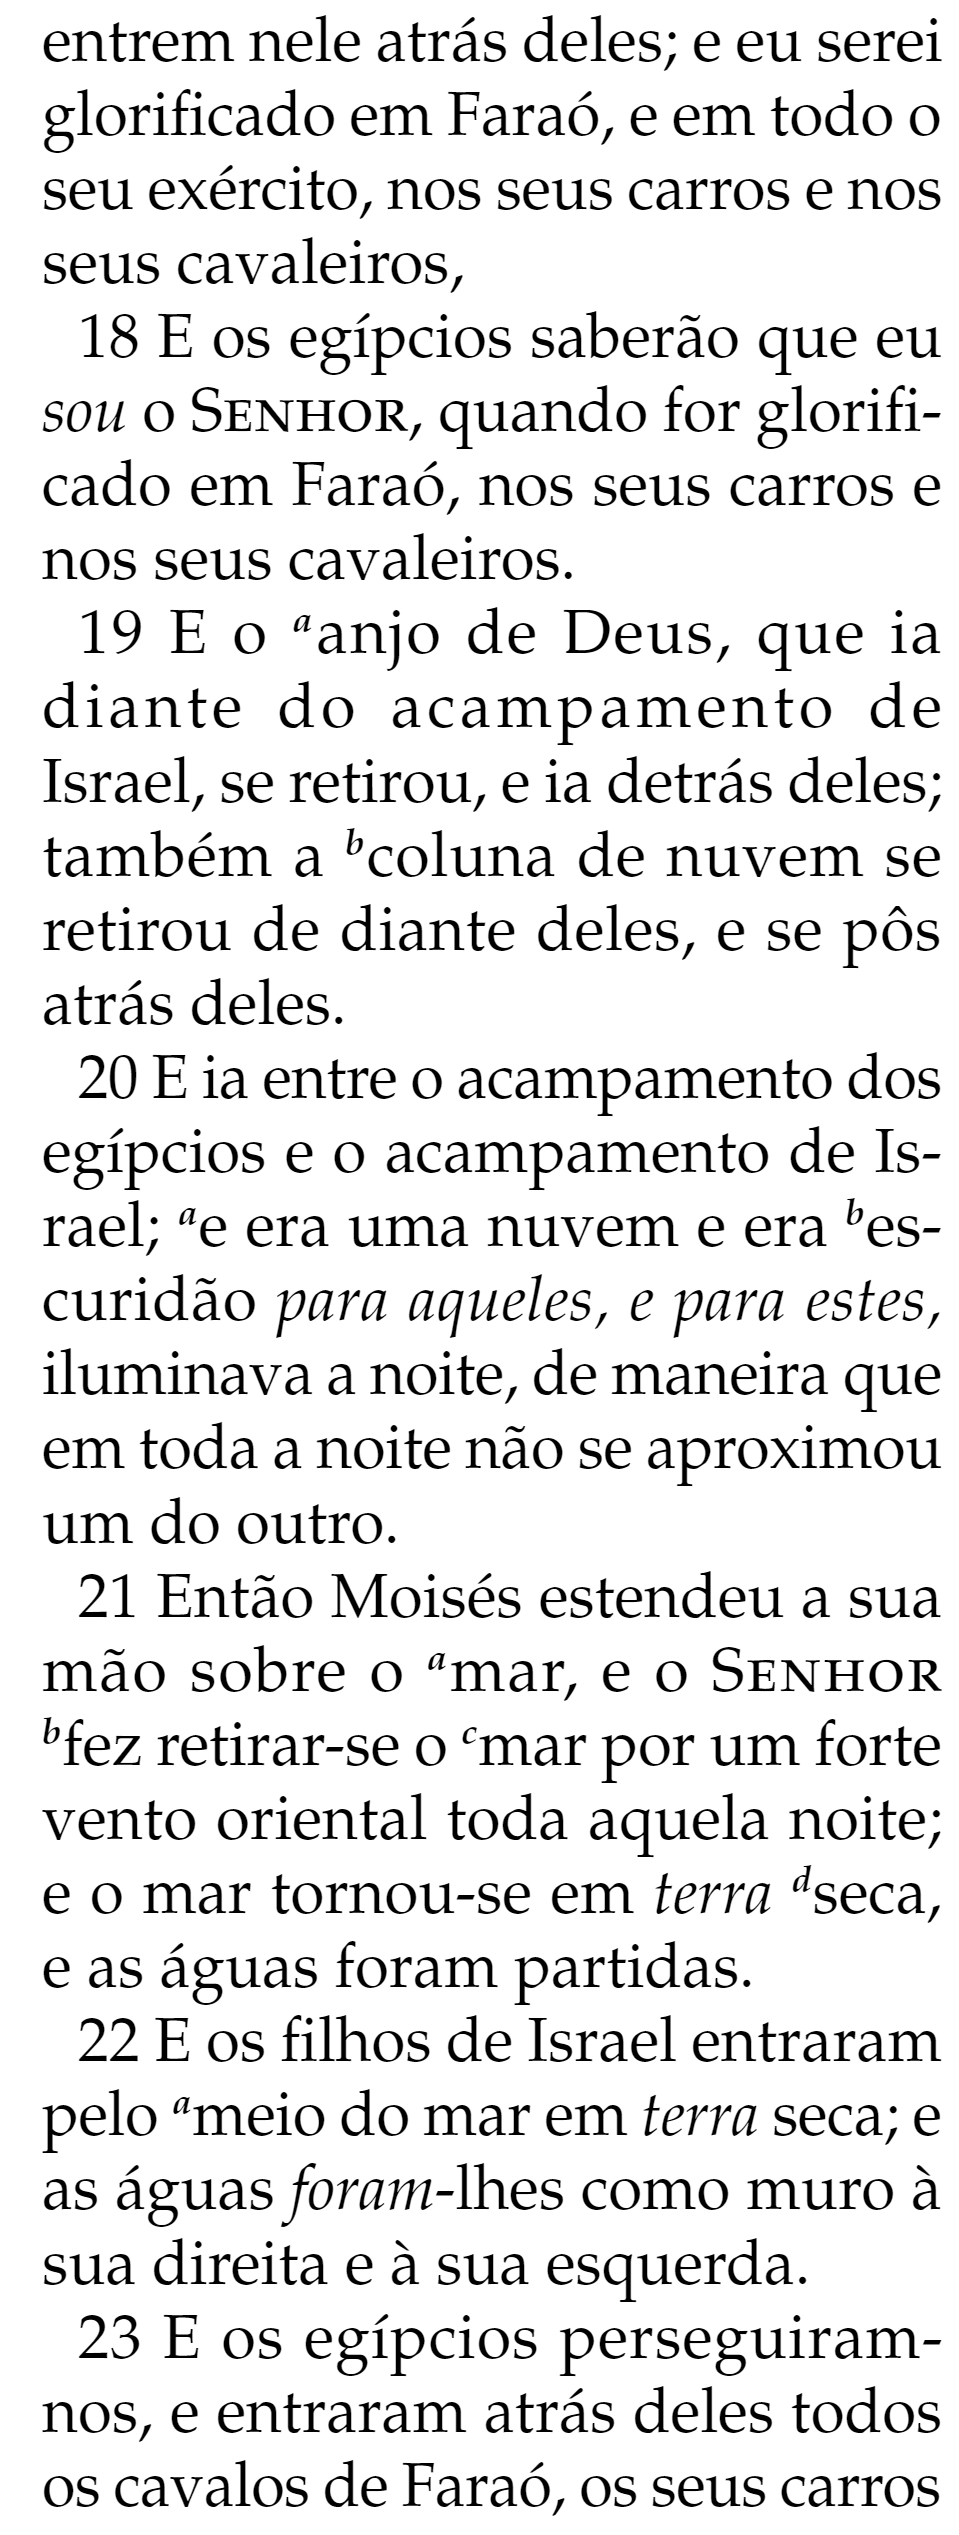 entrem nele atrás deles; e eu serei
glorificado em Faraó, e em todo o
seu exército, nos seus carros e nos
seus cavaleiros,
18 E os egípcios saberão que eu
sou o SENHOR, quando for glorifi-
cado em Faraó, nos seus carros e
nos seus cavaleiros.
19 E o aanjo de Deus, que ia
diante do acampamento de
Israel, se retirou, e ia detrás deles;
também a bcoluna de nuvem se
retirou de diante deles, e se pôs
atrás deles.
20 E ia entre o acampamento dos
egípcios e o acampamento de Is-
rael; ae era uma nuvem e era bes-
curidão para aqueles, e para estes,
iluminava a noite, de maneira que
em toda a noite não se aproximou
um do outro.
21 Então Moisés estendeu a sua
mão sobre o amar, e o SENHOR
bfez retirar-se o cmar por um forte
vento oriental toda aquela noite;
e o mar tornou-se em terra dseca,
e as águas foram partidas.
22 E os filhos de Israel entraram
pelo ameio do mar em terra seca; e
as águas foram-lhes como muro à
sua direita e à sua esquerda.
23 E os egípcios perseguiram-
nos, e entraram atrás deles todos
os cavalos de Faraó, os seus carros